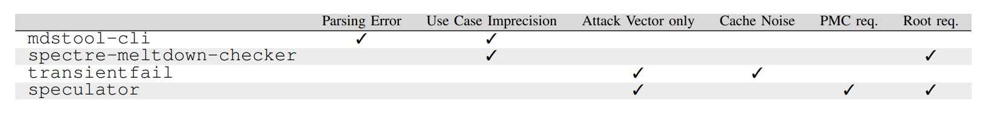 Parsing Error Use Case Imprecision Attack Vector only Cache Noise PMC req. Root req.
mdstool-cli ✓ ✓
spectre-meltdown-checker ✓ ✓
transientfail ✓ ✓
speculator ✓ ✓ ✓